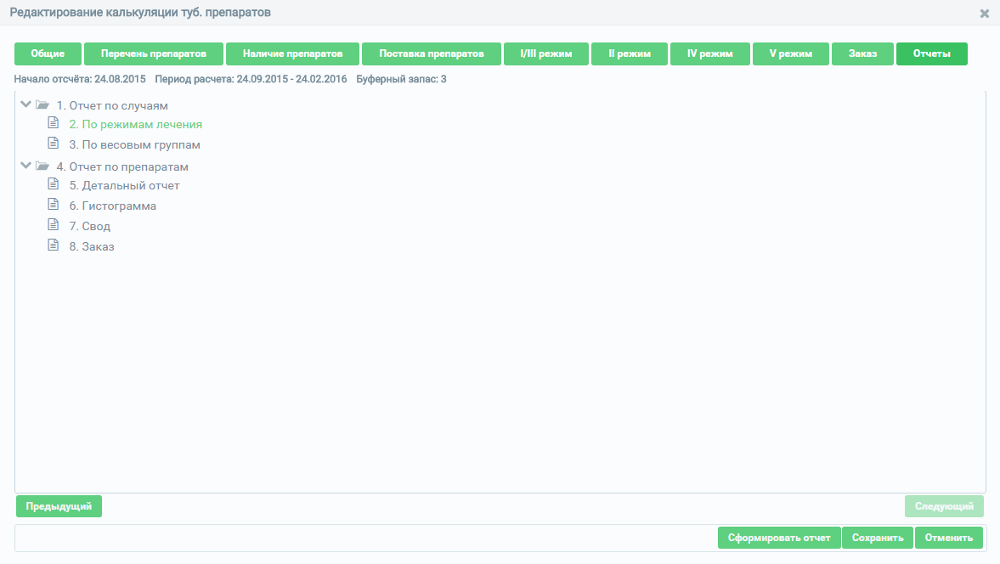 Редактирование калькуляции туб. препаратов
Общие Перечень препаратов Наличие препаратов Поставка препаратов I/III режим II режим IV режим V режим Заказ Отчеты
Начало отсчёта: 24.08.2015 Период расчета: 24.09.2015 - 24.02.2016 Буферный запас: 3
1. Отчет по случаям
2. По режимам лечения
3. По весовым группам
4. Отчет по препаратам
5. Детальный отчет
6. Гистограмма
7. Свод
8. Заказ
Предыдущий Следующий
Сформировать отчет Сохранить Отменить